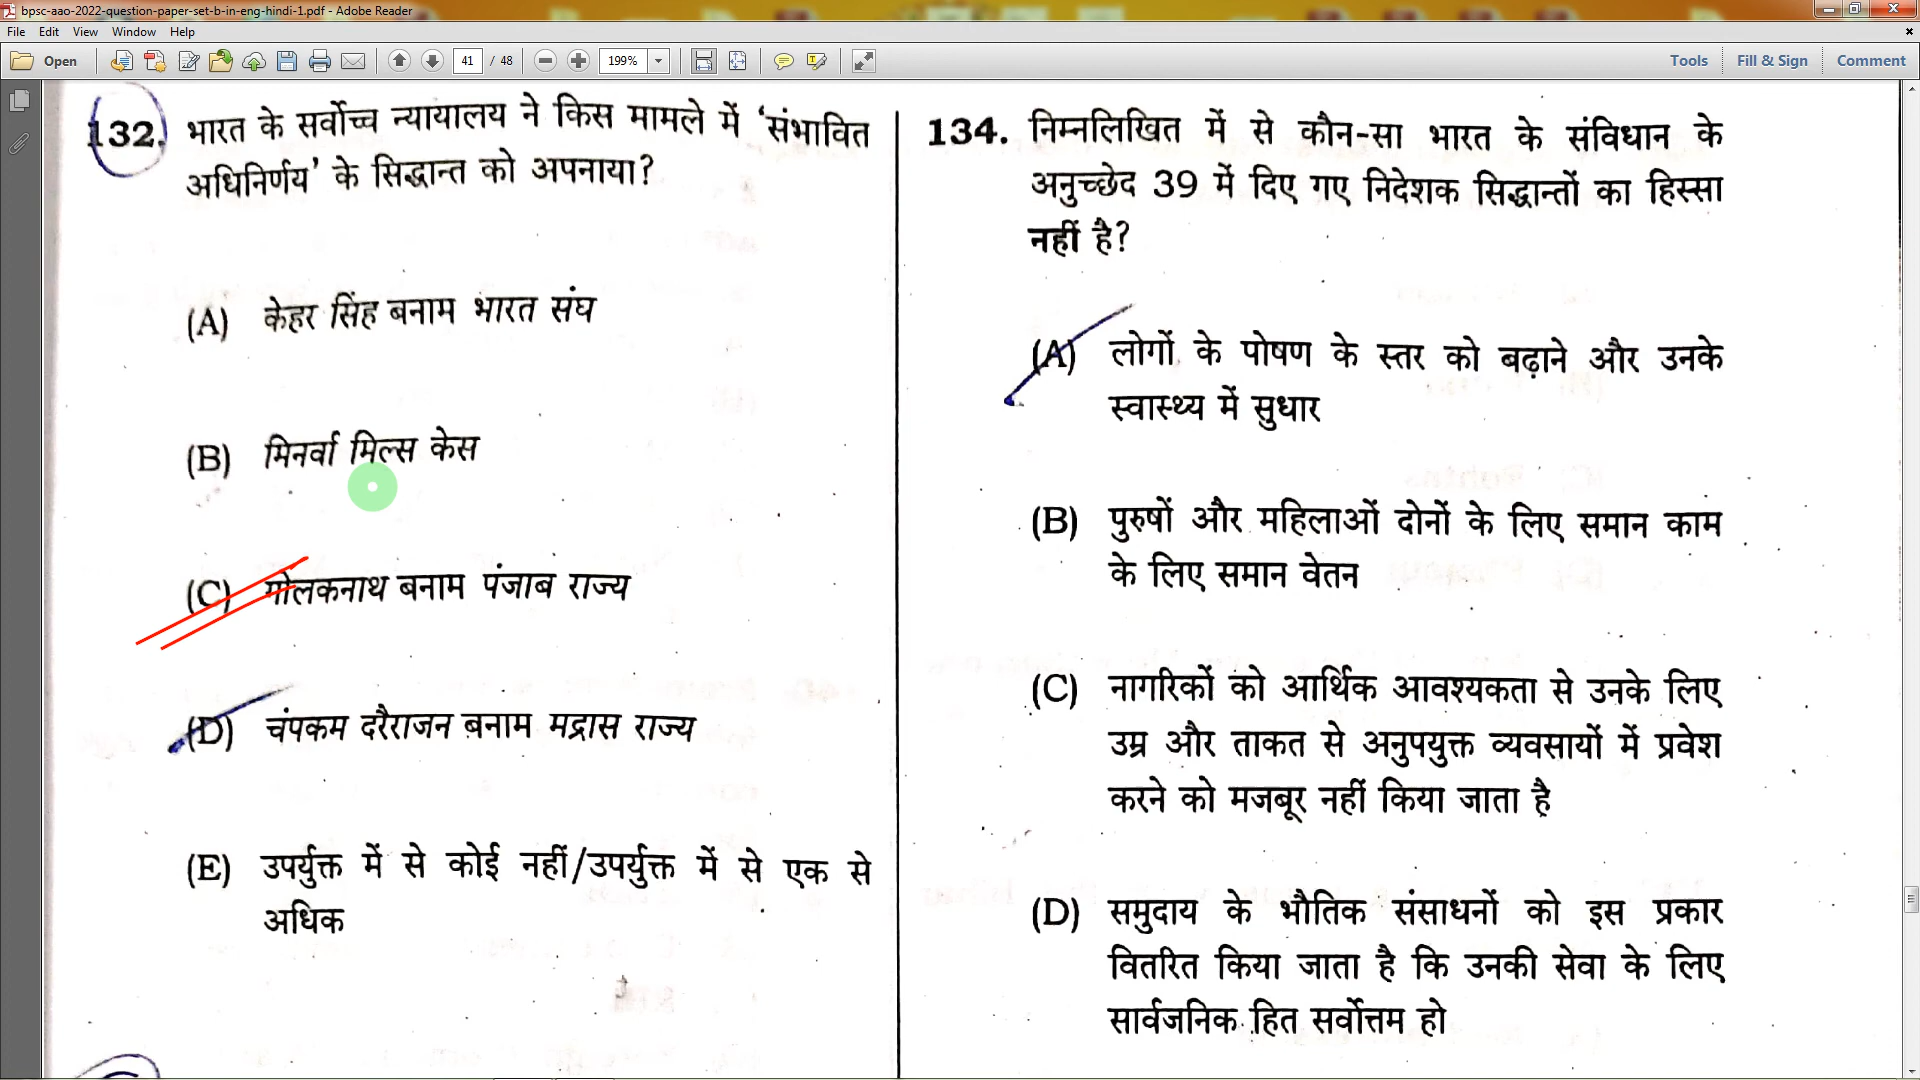 bpsc-aao-2022-question-paper-set-b-in-eng-hindi-1.pdf - Adobe Reader
File Edit View Window Help
Open 41 / 48 199% Tools Fill & Sign Comment
132. भारत के सर्वोच्च न्यायालय ने किस मामले में ‘संभावित
अधिनिर्णय’ के सिद्धान्त को अपनाया?
(A) केहर सिंह बनाम भारत संघ
(B) मिनर्वा मिल्स केस
(C) गोलकनाथ बनाम पंजाब राज्य
(D) चंपकम दरैराजन बनाम मद्रास राज्य
(E) उपर्युक्त में से कोई नहीं/उपर्युक्त में से एक से
अधिक
134. निम्नलिखित में से कौन-सा भारत के संविधान के
अनुच्छेद 39 में दिए गए निदेशक सिद्धान्तों का हिस्सा
नहीं है?
(A) लोगों के पोषण के स्तर को बढ़ाने और उनके
स्वास्थ्य में सुधार
(B) पुरुषों और महिलाओं दोनों के लिए समान काम
के लिए समान वेतन
(C) नागरिकों को आर्थिक आवश्यकता से उनके लिए
उम्र और ताकत से अनुपयुक्त व्यवसायों में प्रवेश
करने को मजबूर नहीं किया जाता है
(D) समुदाय के भौतिक संसाधनों को इस प्रकार
वितरित किया जाता है कि उनकी सेवा के लिए
सार्वजनिक हित सर्वोत्तम हो